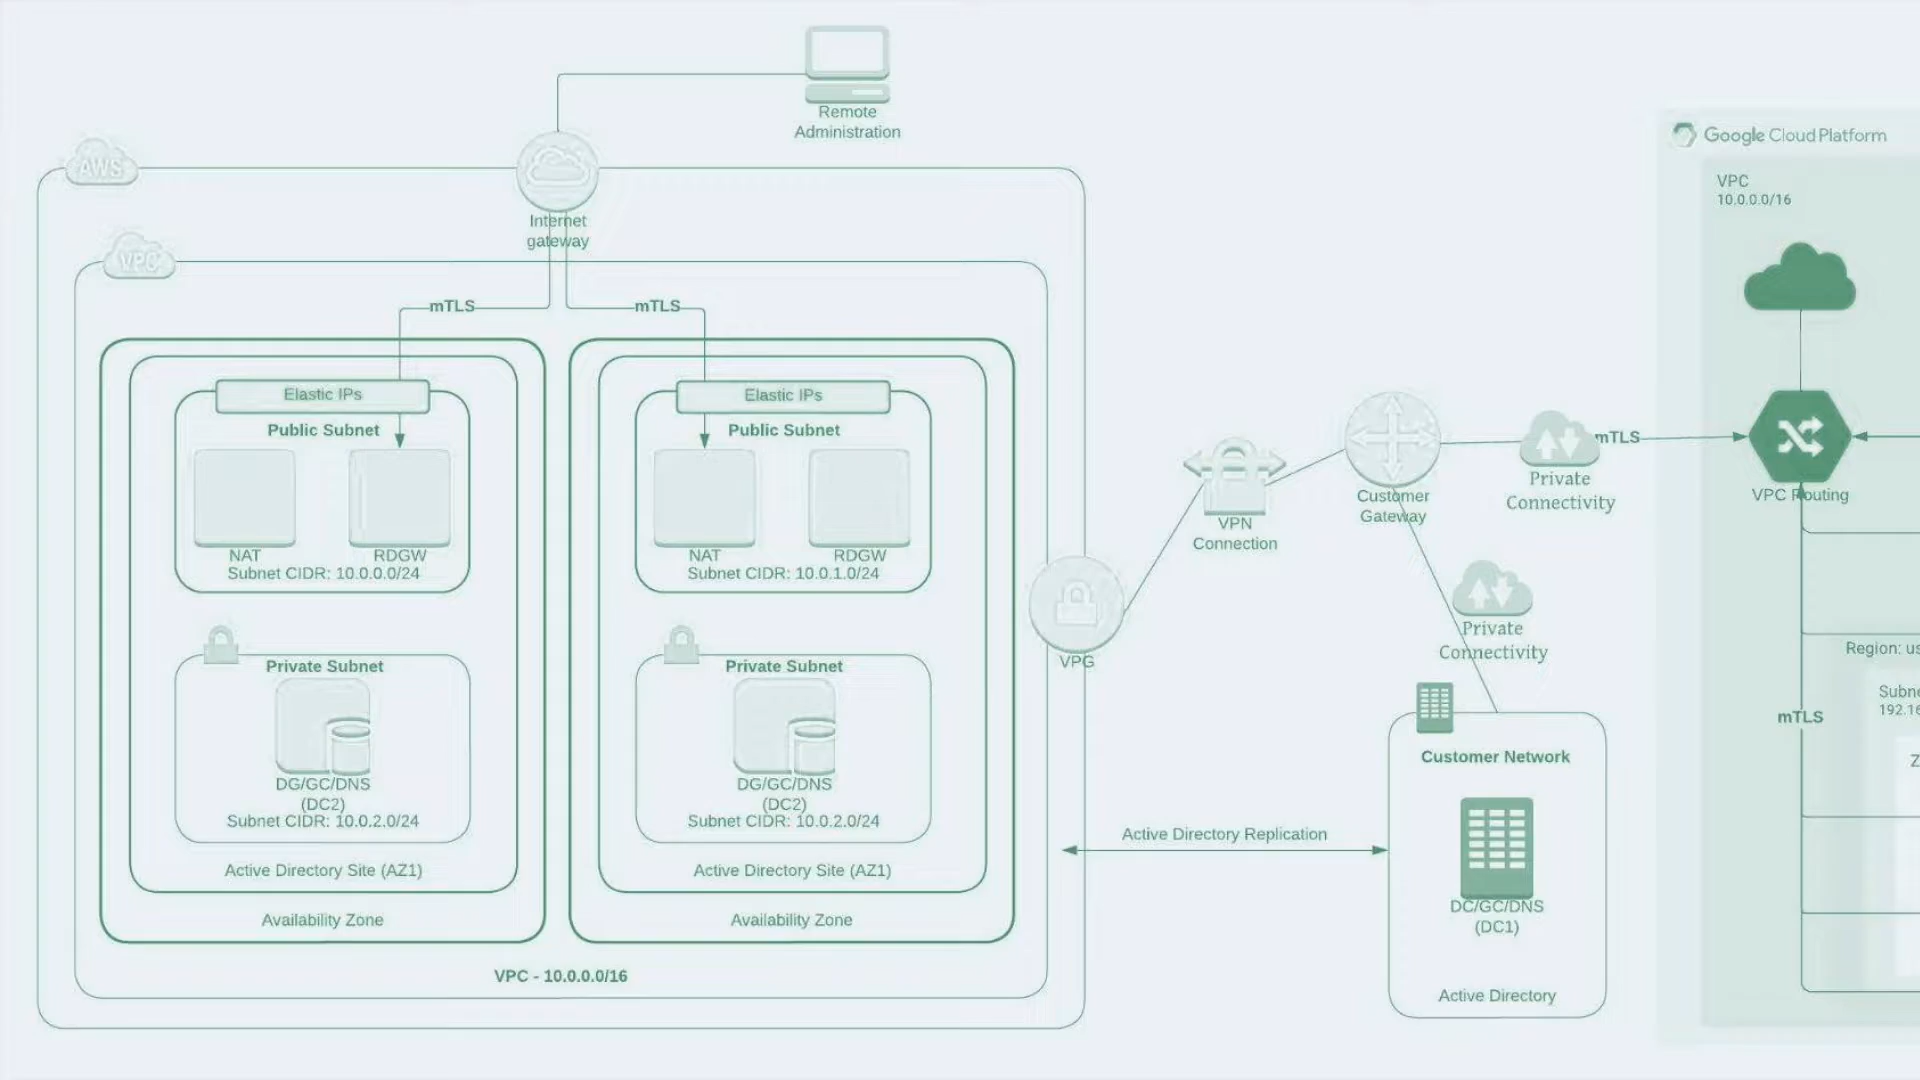 Remote
Administration
AWS
Internet
gateway
VPC
mTLS
mTLS
Elastic IPs
Public Subnet
NAT
RDGW
Subnet CIDR: 10.0.0.0/24
Private Subnet
DG/GC/DNS
(DC2)
Subnet CIDR: 10.0.2.0/24
Active Directory Site (AZ1)
Availability Zone
Elastic IPs
Public Subnet
NAT
RDGW
Subnet CIDR: 10.0.1.0/24
Private Subnet
DG/GC/DNS
(DC2)
Subnet CIDR: 10.0.2.0/24
Active Directory Site (AZ1)
Availability Zone
VPC - 10.0.0.0/16
VPG
VPN
Connection
Customer
Gateway
Private
Connectivity
mTLS
Private
Connectivity
Active Directory Replication
Customer Network
DC/GC/DNS
(DC1)
Active Directory
Google Cloud Platform
VPC
10.0.0.0/16
VPC Routing
Region: us
Subne
192.16
mTLS
Z